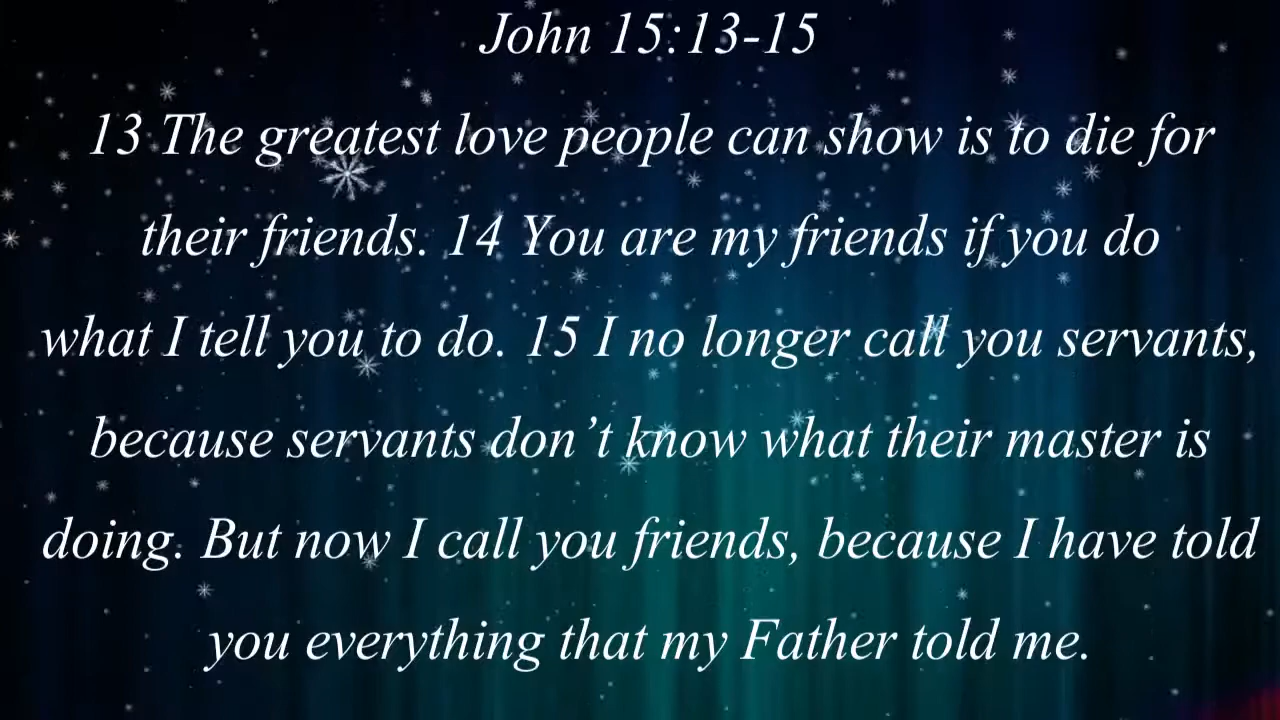 John 15:13-15
13 The greatest love people can show is to die for
their friends. 14 You are my friends if you do
what I tell you to do. 15 I no longer call you servants,
because servants don’t know what their master is
doing. But now I call you friends, because I have told
you everything that my Father told me.